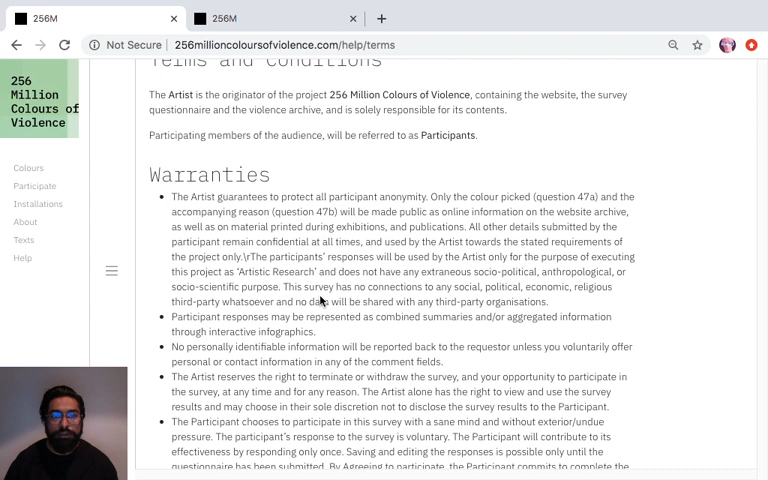 256M
256M
Not Secure | 256millioncoloursofviolence.com/help/terms
256
Million
Colours of
Violence
Colours
Participate
Installations
About
Texts
Help
Terms and Conditions
The Artist is the originator of the project 256 Million Colours of Violence, containing the website, the survey
questionnaire and the violence archive, and is solely responsible for its contents.
Participating members of the audience, will be referred to as Participants.
Warranties
The Artist guarantees to protect all participant anonymity. Only the colour picked (question 47a) and the
accompanying reason (question 47b) will be made public as online information on the website archive,
as well as on material printed during exhibitions, and publications. All other details submitted by the
participant remain confidential at all times, and used by the Artist towards the stated requirements of
the project only.\rThe participants' responses will be used by the Artist only for the purpose of executing
this project as 'Artistic Research' and does not have any extraneous socio-political, anthropological, or
socio-scientific purpose. This survey has no connections to any social, political, economic, religious
third-party whatsoever and no data will be shared with any third-party organisations.
Participant responses may be represented as combined summaries and/or aggregated information
through interactive infographics.
No personally identifiable information will be reported back to the requestor unless you voluntarily offer
personal or contact information in any of the comment fields.
The Artist reserves the right to terminate or withdraw the survey, and your opportunity to participate in
the survey, at any time and for any reason. The Artist alone has the right to view and use the survey
results and may choose in their sole discretion not to disclose the survey results to the Participant.
The Participant chooses to participate in this survey with a sane mind and without exterior/undue
pressure. The participant's response to the survey is voluntary. The Participant will contribute to its
effectiveness by responding only once. Saving and editing the responses is possible only until the
questionnaire has been submitted. By Agreeing to participate, the Participant commits to complete the